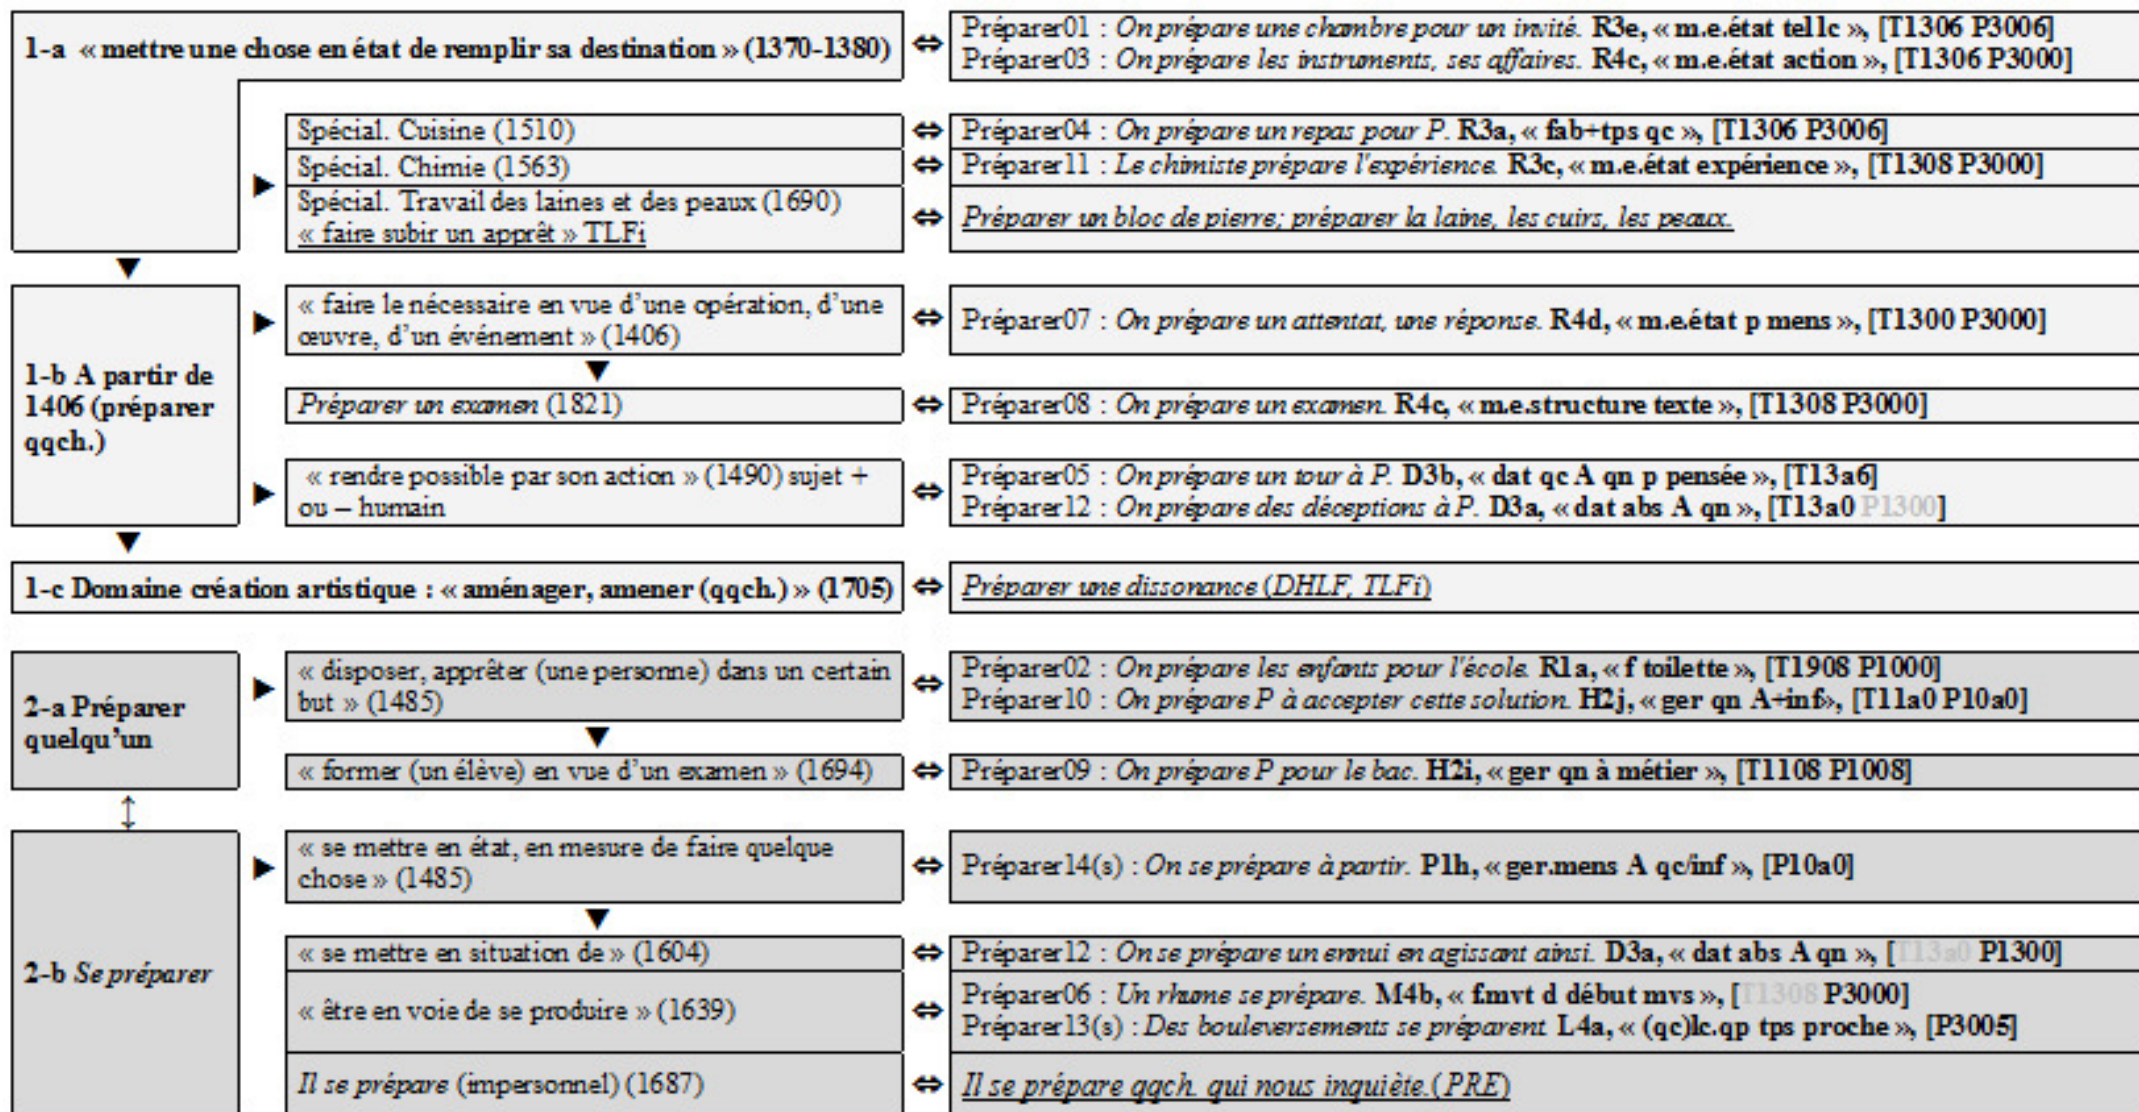 1-a « mettre une chose en état de remplir sa destination » (1370-1380)
⇔
Préparer01 : On prépare une chambre pour un invité. R3e, « m.e.état tel lc », [T1306 P3006]
Préparer03 : On prépare les instruments, ses affaires. R4c, « m.e.état action », [T1306 P3000]
Spécial. Cuisine (1510)
⇔
Préparer04 : On prépare un repas pour P. R3a, « fab+tps qc », [T1306 P3006]
Spécial. Chimie (1563)
⇔
Préparer11 : Le chimiste prépare l'expérience. R3c, « m.e.état expérience », [T1308 P3000]
Spécial. Travail des laines et des peaux (1690)
« faire subir un apprêt » TLFi
⇔
Préparer un bloc de pierre; préparer la laine, les cuirs, les peaux.
1-b A partir de
1406 (préparer
qqch.)
« faire le nécessaire en vue d’une opération, d’une
œuvre, d’un événement » (1406)
⇔
Préparer07 : On prépare un attentat, une réponse. R4d, « m.e.état p mens », [T1300 P3000]
Préparer un examen (1821)
⇔
Préparer08 : On prépare un examen. R4c, « m.e.structure texte », [T1308 P3000]
« rendre possible par son action » (1490) sujet +
ou – humain
⇔
Préparer05 : On prépare un tour à P. D3b, « dat qc A qn p pensée », [T13a6]
Préparer12 : On prépare des déceptions à P. D3a, « dat abs A qn », [T13a0 P1300]
1-c Domaine création artistique : « aménager, amener (qqch.) » (1705)
⇔
Préparer une dissonance (DHLF, TLFi)
2-a Préparer
quelqu’un
« disposer, apprêter (une personne) dans un certain
but » (1485)
⇔
Préparer02 : On prépare les enfants pour l'école. R1a, « f toilette », [T1908 P1000]
Préparer10 : On prépare P à accepter cette solution. H2j, « ger qn A+inf», [T11a0 P10a0]
« former (un élève) en vue d’un examen » (1694)
⇔
Préparer09 : On prépare P pour le bac. H2i, « ger qn à métier », [T1108 P1008]
↕
2-b Se préparer
« se mettre en état, en mesure de faire quelque
chose » (1485)
⇔
Préparer14(s) : On se prépare à partir. P1h, « ger.mens A qc/inf », [P10a0]
« se mettre en situation de » (1604)
⇔
Préparer12 : On se prépare un ennui en agissant ainsi. D3a, « dat abs A qn », [T13a0 P1300]
« être en voie de se produire » (1639)
⇔
Préparer06 : Un rhume se prépare. M4b, « f.mvt d début mvs », [T1308 P3000]
Préparer13(s) : Des bouleversements se préparent. L4a, « (qc)lc.qp tps proche », [P3005]
Il se prépare (impersonnel) (1687)
⇔
Il se prépare qqch. qui nous inquiète.(PRE)